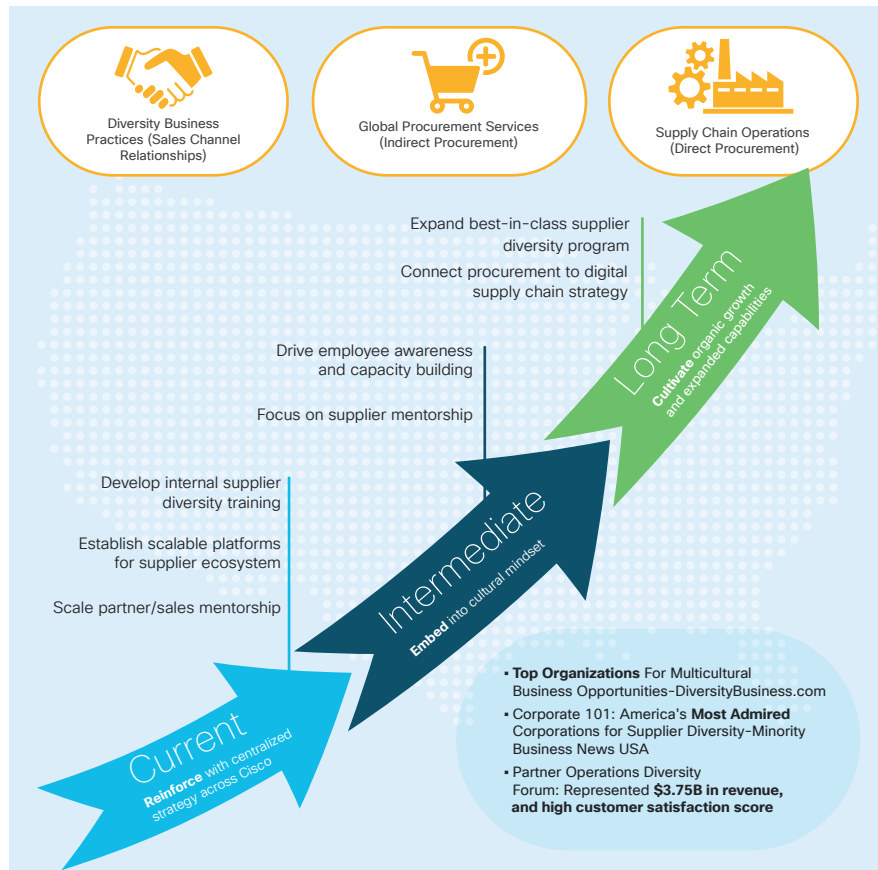 Diversity Business
Practices (Sales Channel
Relationships)
Global Procurement Services
(Indirect Procurement)
Supply Chain Operations
(Direct Procurement)
Expand best-in-class supplier
diversity program
Connect procurement to digital
supply chain strategy
Long Term
Cultivate organic growth
and expanded capabilities
Drive employee awareness
and capacity building
Focus on supplier mentorship
Intermediate
Embed into cultural mindset
Develop internal supplier
diversity training
Establish scalable platforms
for supplier ecosystem
Scale partner/sales mentorship
Current
Reinforce with centralized
strategy across Cisco
▪ Top Organizations For Multicultural
Business Opportunities-DiversityBusiness.com
▪ Corporate 101: America's Most Admired
Corporations for Supplier Diversity-Minority
Business News USA
▪ Partner Operations Diversity
Forum: Represented $3.75B in revenue,
and high customer satisfaction score